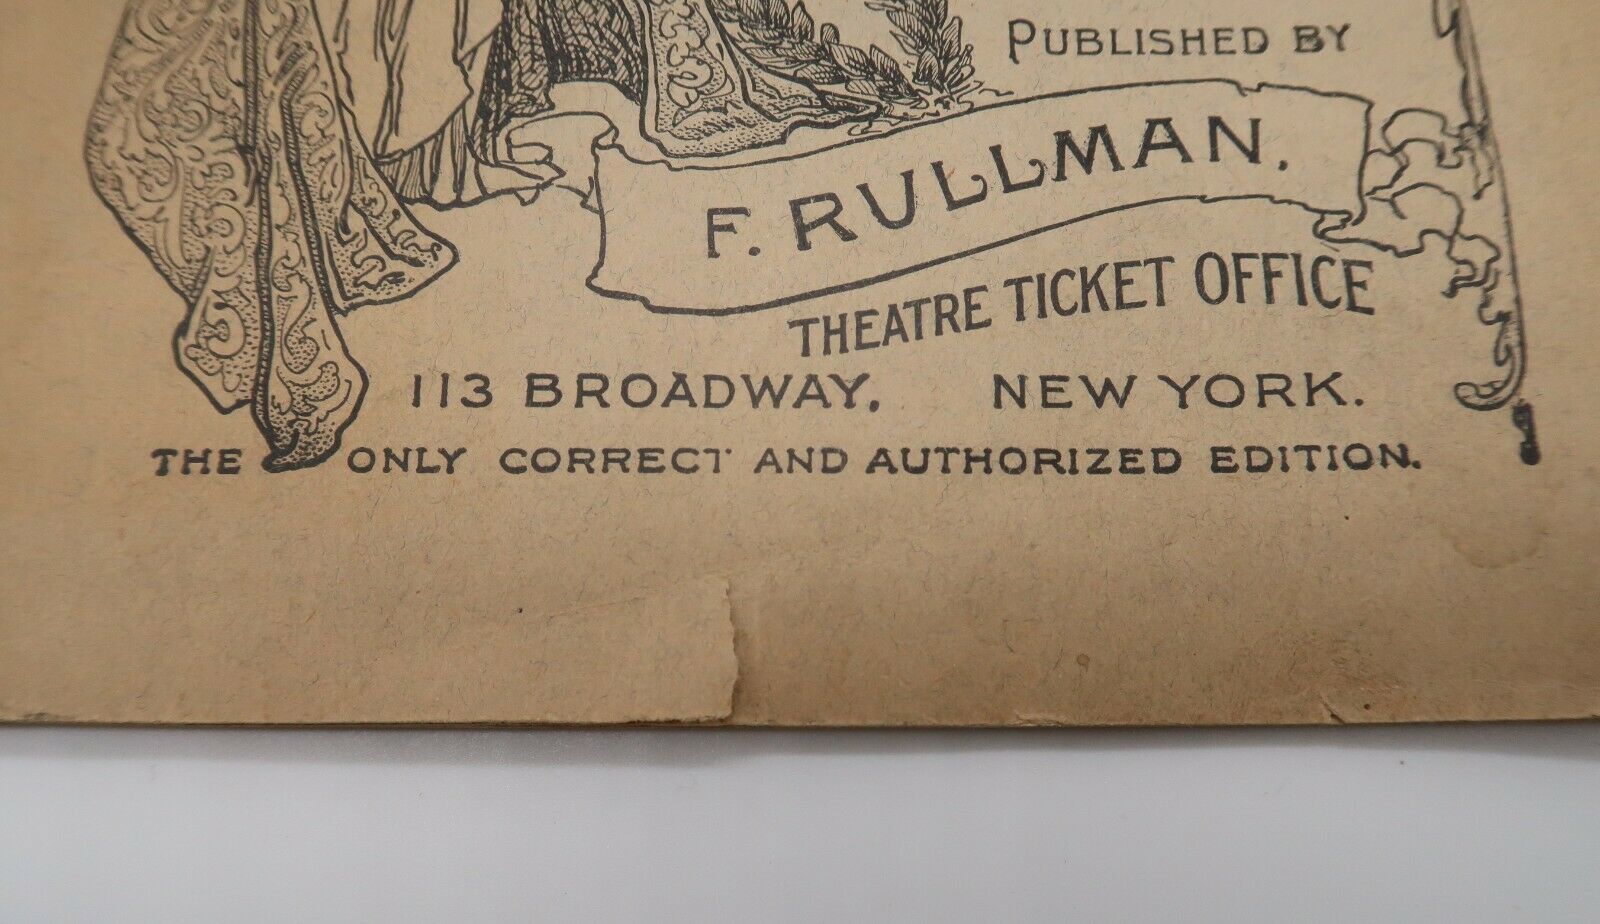 PUBLISHED BY
F. RULLMAN.
THEATRE TICKET OFFICE
113 BROADWAY. NEW YORK.
THE ONLY CORRECT AND AUTHORIZED EDITION.